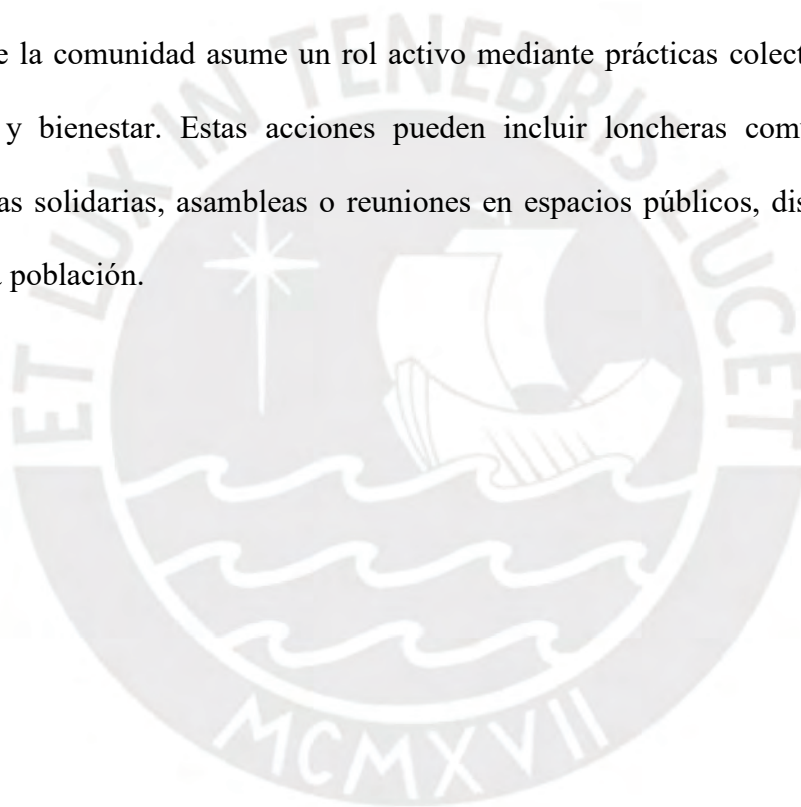 e la comunidad asume un rol activo mediante prácticas colect
y bienestar. Estas acciones pueden incluir loncheras com
as solidarias, asambleas o reuniones en espacios públicos, dis
población.
ET LUX IN TENEBRIS LUCET
MCMXVII